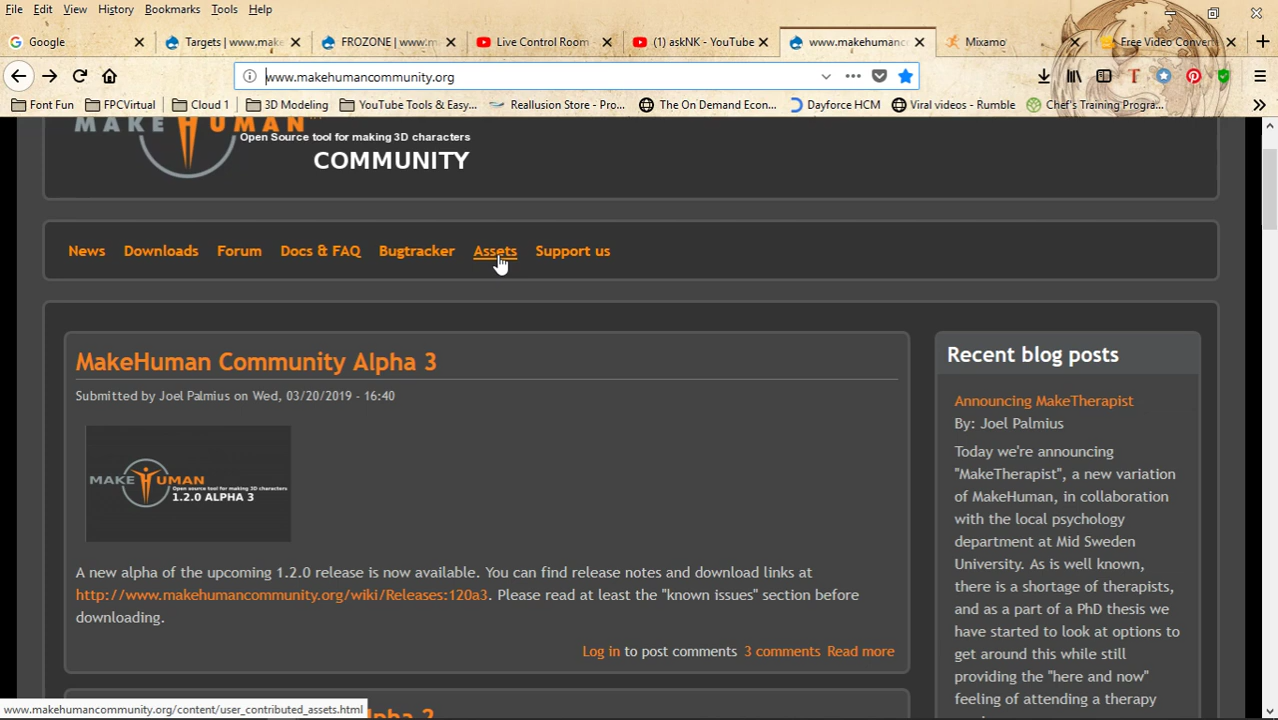 File Edit View History Bookmarks Tools Help
Google Targets | www.make FROZONE | www.m Live Control Room - (1) askNK - YouTube www.makehumanc Mixamo Free Video Convert
www.makehumancommunity.org
Font Fun FPCVirtual Cloud 1 3D Modeling YouTube Tools & Easy... Reallusion Store - Pro... The On Demand Econ... Dayforce HCM Viral videos - Rumble Chef's Training Progra...
MAKE HUMAN
Open Source tool for making 3D characters
COMMUNITY
News Downloads Forum Docs & FAQ Bugtracker Assets Support us
MakeHuman Community Alpha 3
Submitted by Joel Palmius on Wed, 03/20/2019 - 16:40
MAKE HUMAN
Open source tool for making 3D characters
1.2.0 ALPHA 3
A new alpha of the upcoming 1.2.0 release is now available. You can find release notes and download links at
http://www.makehumancommunity.org/wiki/Releases:120a3. Please read at least the "known issues" section before
downloading.
Log in to post comments 3 comments Read more
Recent blog posts
Announcing MakeTherapist
By: Joel Palmius
Today we're announcing
"MakeTherapist", a new variation
of MakeHuman, in collaboration
with the local psychology
department at Mid Sweden
University. As is well known,
there is a shortage of therapists,
and as a part of a PhD thesis we
have started to look at options to
get around this while still
providing the "here and now"
feeling of attending a therapy
www.makehumancommunity.org/content/user_contributed_assets.html